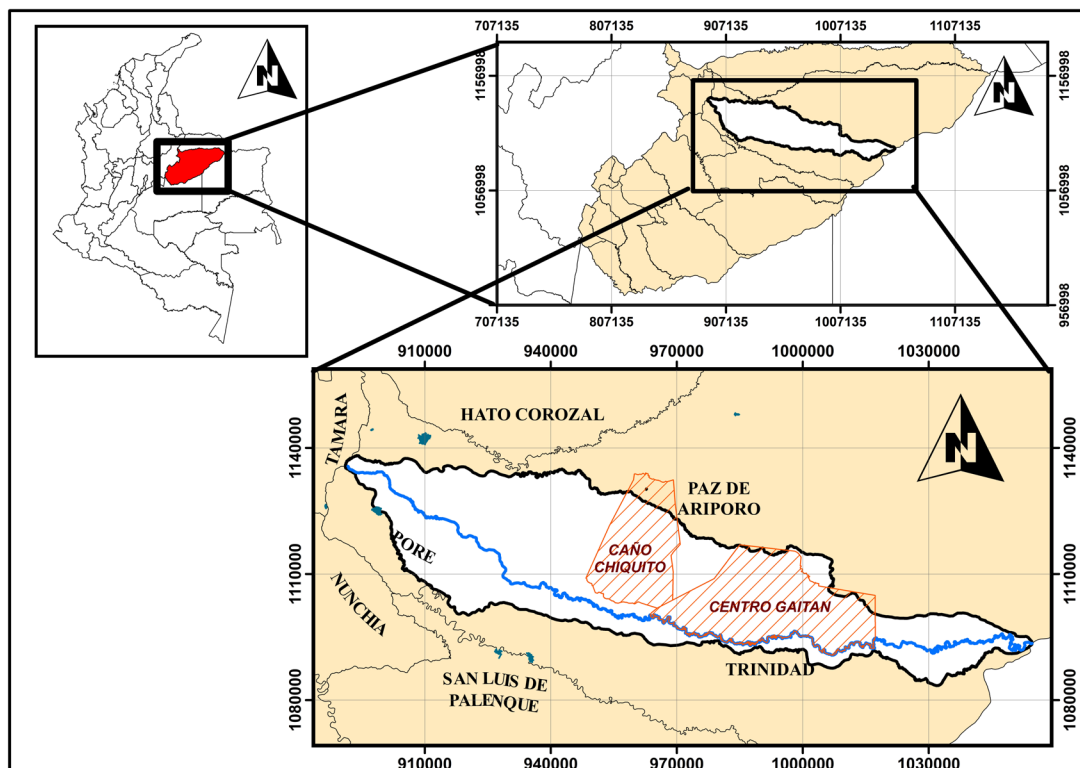 N
707135
807135
907135
1007135
1107135
1156998
1156998
N
1056998
1056998
956998
956998
707135
807135
907135
1007135
1107135
910000
940000
970000
1000000
1030000
TAMARA
HATO COROZAL
N
1140000
1140000
PAZ DE
ARIPORO
PORE
CAÑO
CHIQUITO
1110000
1110000
NUNCHIA
CENTRO GAITAN
TRINIDAD
SAN LUIS DE
PALENQUE
1080000
1080000
910000
940000
970000
1000000
1030000